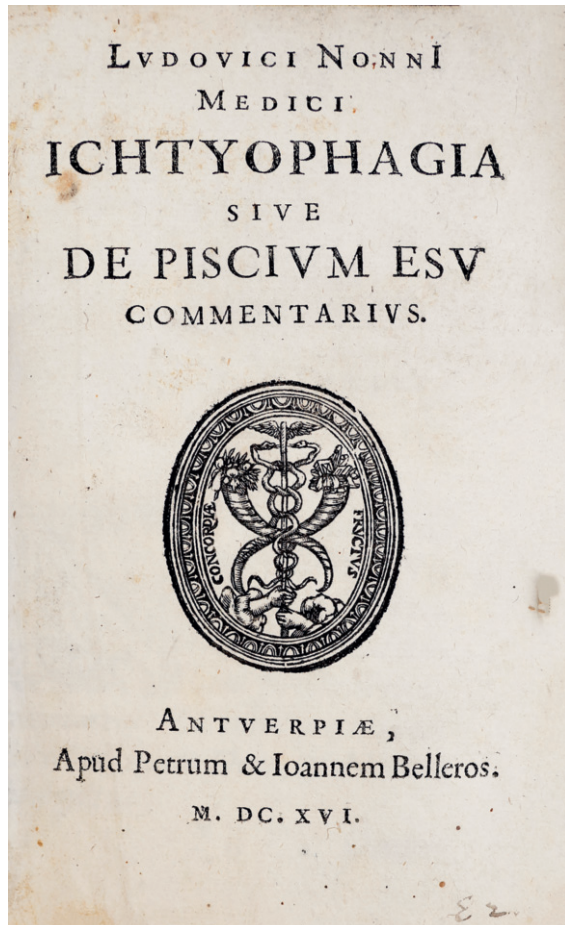 LVDOVICI NONNI
MEDICI
ICHTYOPHAGIA
SIVE
DE PISCIVM ESV
COMMENTARIVS.
CONCORDIÆ
FRVCTVS
ANTVERPIÆ,
Apud Petrum & Ioannem Belleros.
M. DC. XVI.